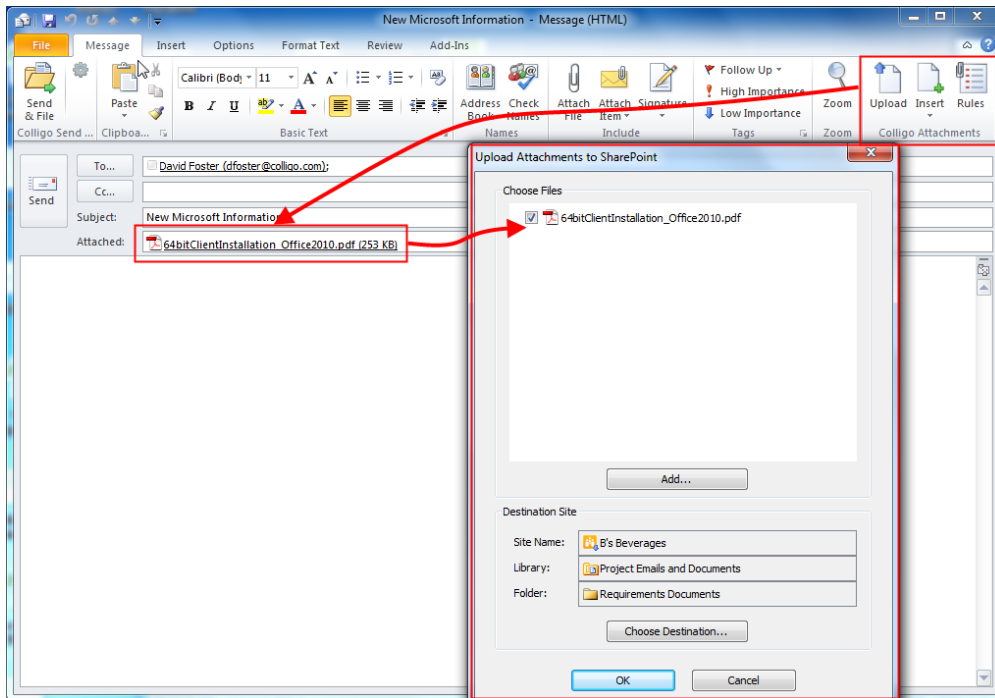 New Microsoft Information - Message (HTML)
File Message Insert Options Format Text Review Add-Ins
Send & File
Paste
Calibri (Body 11
B I U
Address Book
Check Names
Attach File
Attach Item
Signature
Follow Up
High Importance
Low Importance
Zoom
Upload Insert Rules
Colligo Send ... Clipboa... Basic Text Names Include Tags Zoom Colligo Attachments
Send
To... David Foster (dfoster@colligo.com);
Cc...
Subject: New Microsoft Information
Attached: 64bitClientInstallation_Office2010.pdf (253 KB)
Upload Attachments to SharePoint
Choose Files
64bitClientInstallation_Office2010.pdf
Add...
Destination Site
Site Name: B's Beverages
Library: Project Emails and Documents
Folder: Requirements Documents
Choose Destination...
OK Cancel